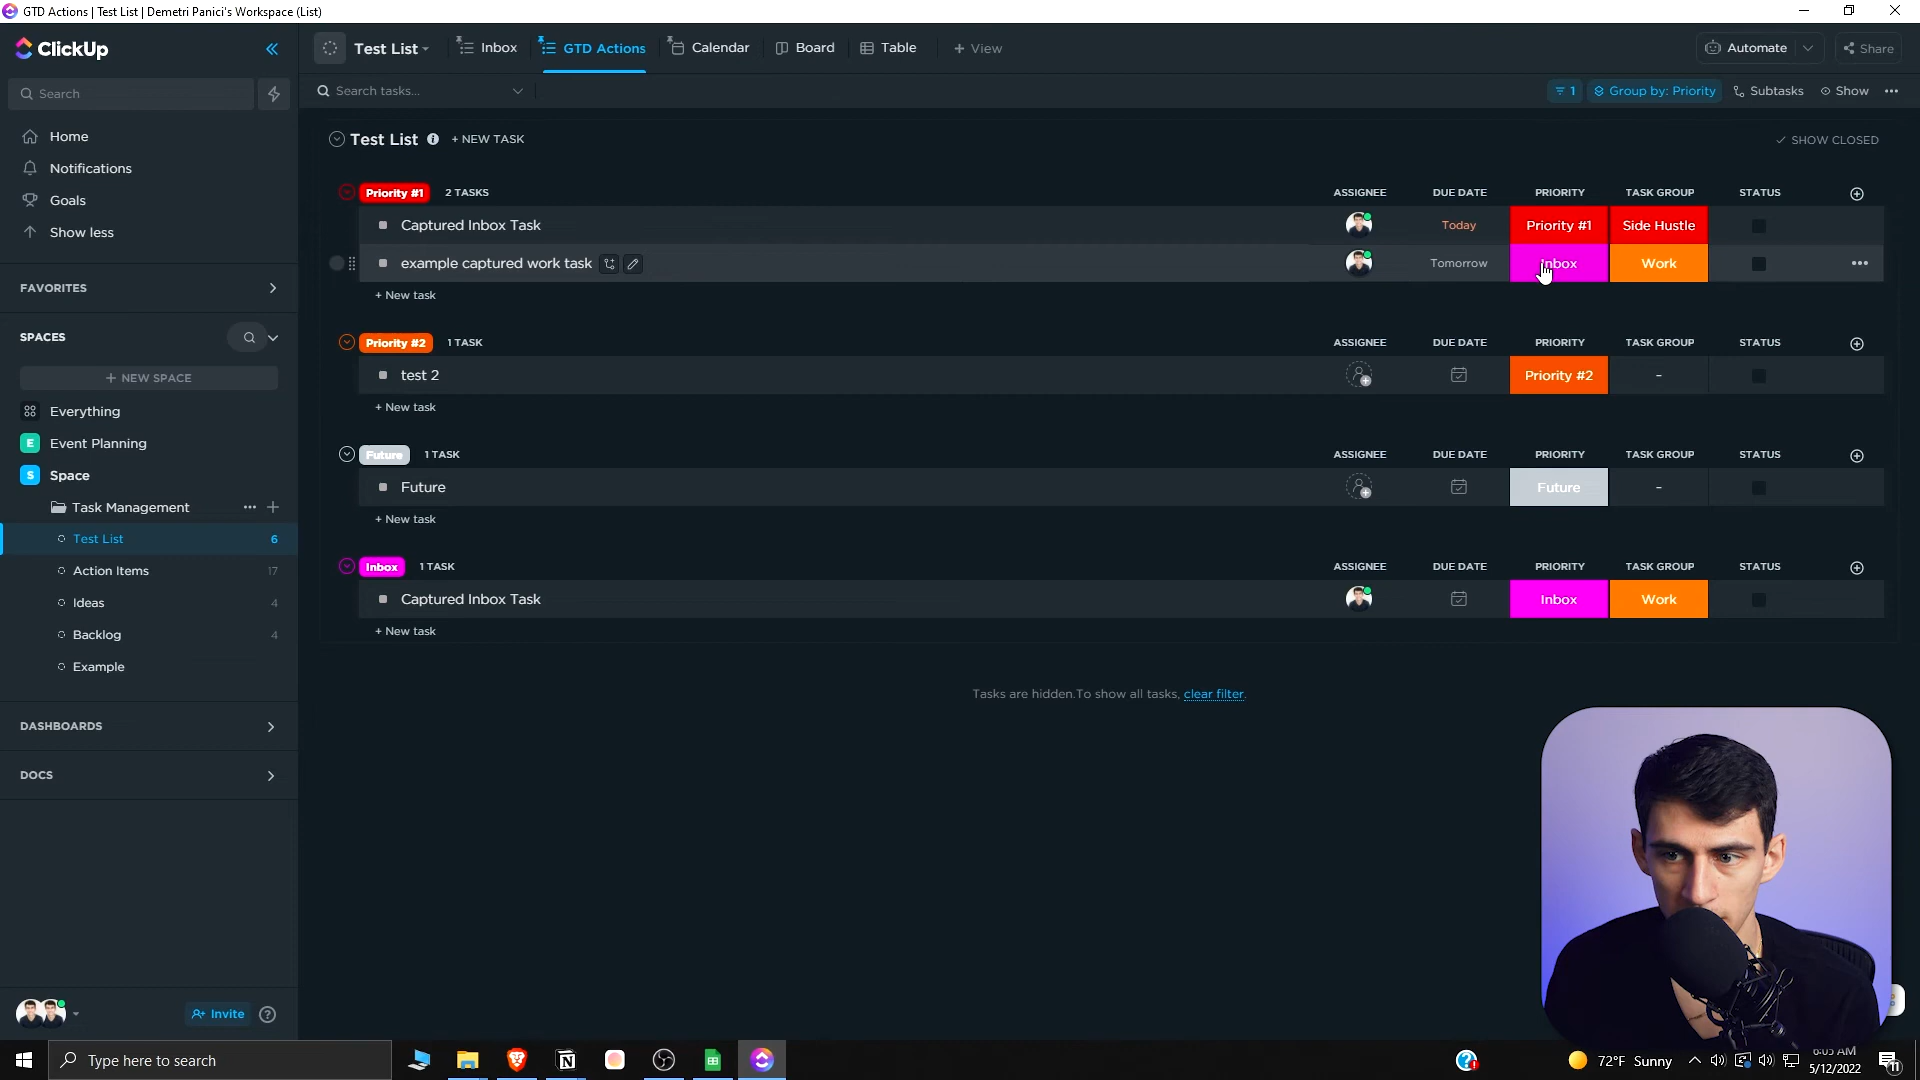 GTD Actions | Test List | Demetri Panici's Workspace (List)
ClickUp
Test List
Inbox
GTD Actions
Calendar
Board
Table
+ View
Automate
Share
Search
Search tasks...
1
Group by: Priority
Subtasks
Show
Home
Notifications
Goals
Show less
FAVORITES
SPACES
+ NEW SPACE
Everything
E Event Planning
S Space
Task Management
Test List 6
Action Items 17
Ideas 4
Backlog 4
Example
DASHBOARDS
DOCS
Invite
Test List + NEW TASK
SHOW CLOSED
Priority #1 2 TASKS ASSIGNEE DUE DATE PRIORITY TASK GROUP STATUS
Captured Inbox Task Today Priority #1 Side Hustle
example captured work task Tomorrow Inbox Work
+ New task
Priority #2 1 TASK ASSIGNEE DUE DATE PRIORITY TASK GROUP STATUS
test 2 Priority #2 -
+ New task
Future 1 TASK ASSIGNEE DUE DATE PRIORITY TASK GROUP STATUS
Future Future -
+ New task
Inbox 1 TASK ASSIGNEE DUE DATE PRIORITY TASK GROUP STATUS
Captured Inbox Task Inbox Work
+ New task
Tasks are hidden.To show all tasks, clear filter.
Type here to search
72°F Sunny
6:05 AM
5/12/2022
11